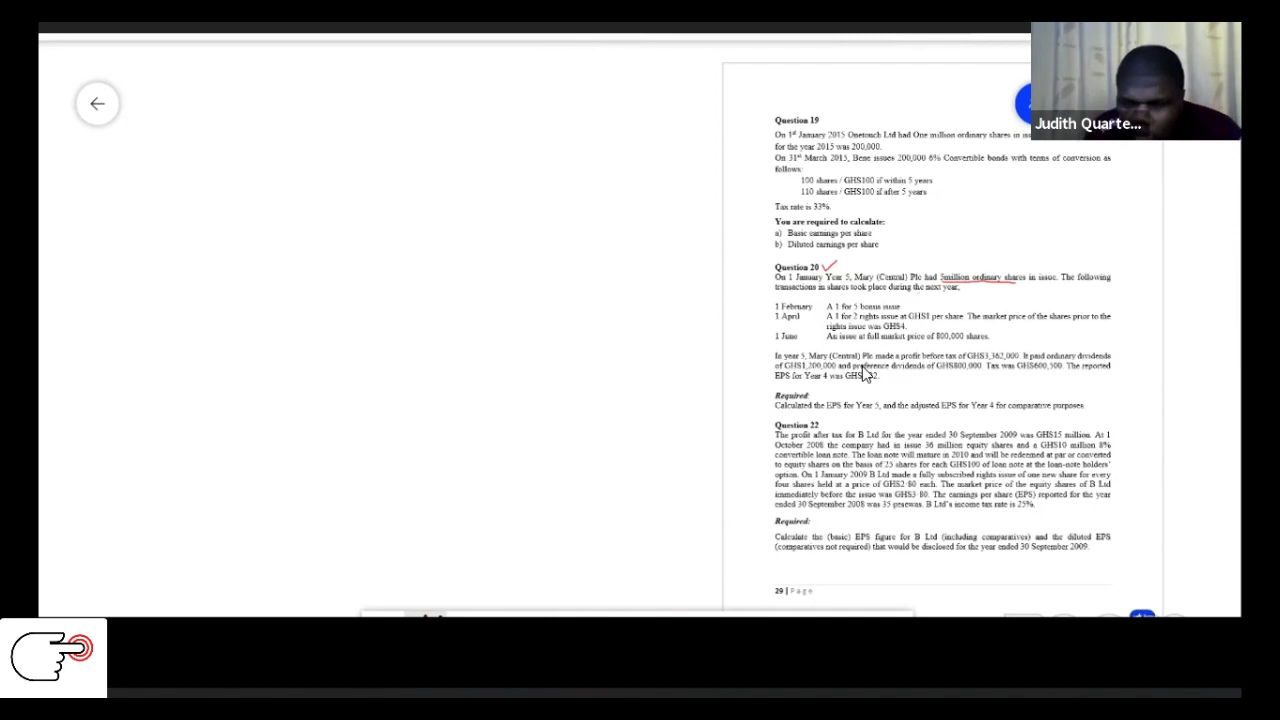 Judith Quarte...
Question 19
On 1st January 2015 Onetouch Ltd had One million ordinary shares in
for the year 2015 was 200,000.
On 31st March 2015, Bene issues 200,000 6% Convertible bonds with terms of conversion as
follows:
100 shares / GHS100 if within 5 years
110 shares / GHS100 if after 5 years
Tax rate is 33%.
You are required to calculate:
a) Basic earnings per share
b) Diluted earnings per share
Question 20
On 1 January Year 5, Mary (Central) Plc had 5million ordinary shares in issue. The following
transactions in shares took place during the next year;
1 February A 1 for 5 bonus issue
1 April A 1 for 2 rights issue at GHS1 per share. The market price of the shares prior to the
rights issue was GHS4.
1 June An issue at full market price of 800,000 shares.
In year 5, Mary (Central) Plc made a profit before tax of GHS3,362,000. It paid ordinary dividends
of GHS1,200,000 and preference dividends of GHS800,000. Tax was GHS600,500. The reported
EPS for Year 4 was
Required:
Calculated the EPS for Year 5, and the adjusted EPS for Year 4 for comparative purposes.
Question 22
The profit after tax for B Ltd for the year ended 30 September 2009 was GHS15 million. At 1
October 2008 the company had in issue 36 million equity shares and a GHS10 million 8%
convertible loan note. The loan note will mature in 2010 and will be redeemed at par or converted
to equity shares on the basis of 25 shares for each GHS100 of loan note at the loan-note holders'
option. On 1 January 2009 B Ltd made a fully subscribed rights issue of one new share for every
four shares held at a price of GHS2·80 each. The market price of the equity shares of B Ltd
immediately before the issue was GHS3·80. The earnings per share (EPS) reported for the year
ended 30 September 2008 was 35 pesewas. B Ltd's income tax rate is 25%.
Required:
Calculate the (basic) EPS figure for B Ltd (including comparatives) and the diluted EPS
(comparatives not required) that would be disclosed for the year ended 30 September 2009.
29 | Page